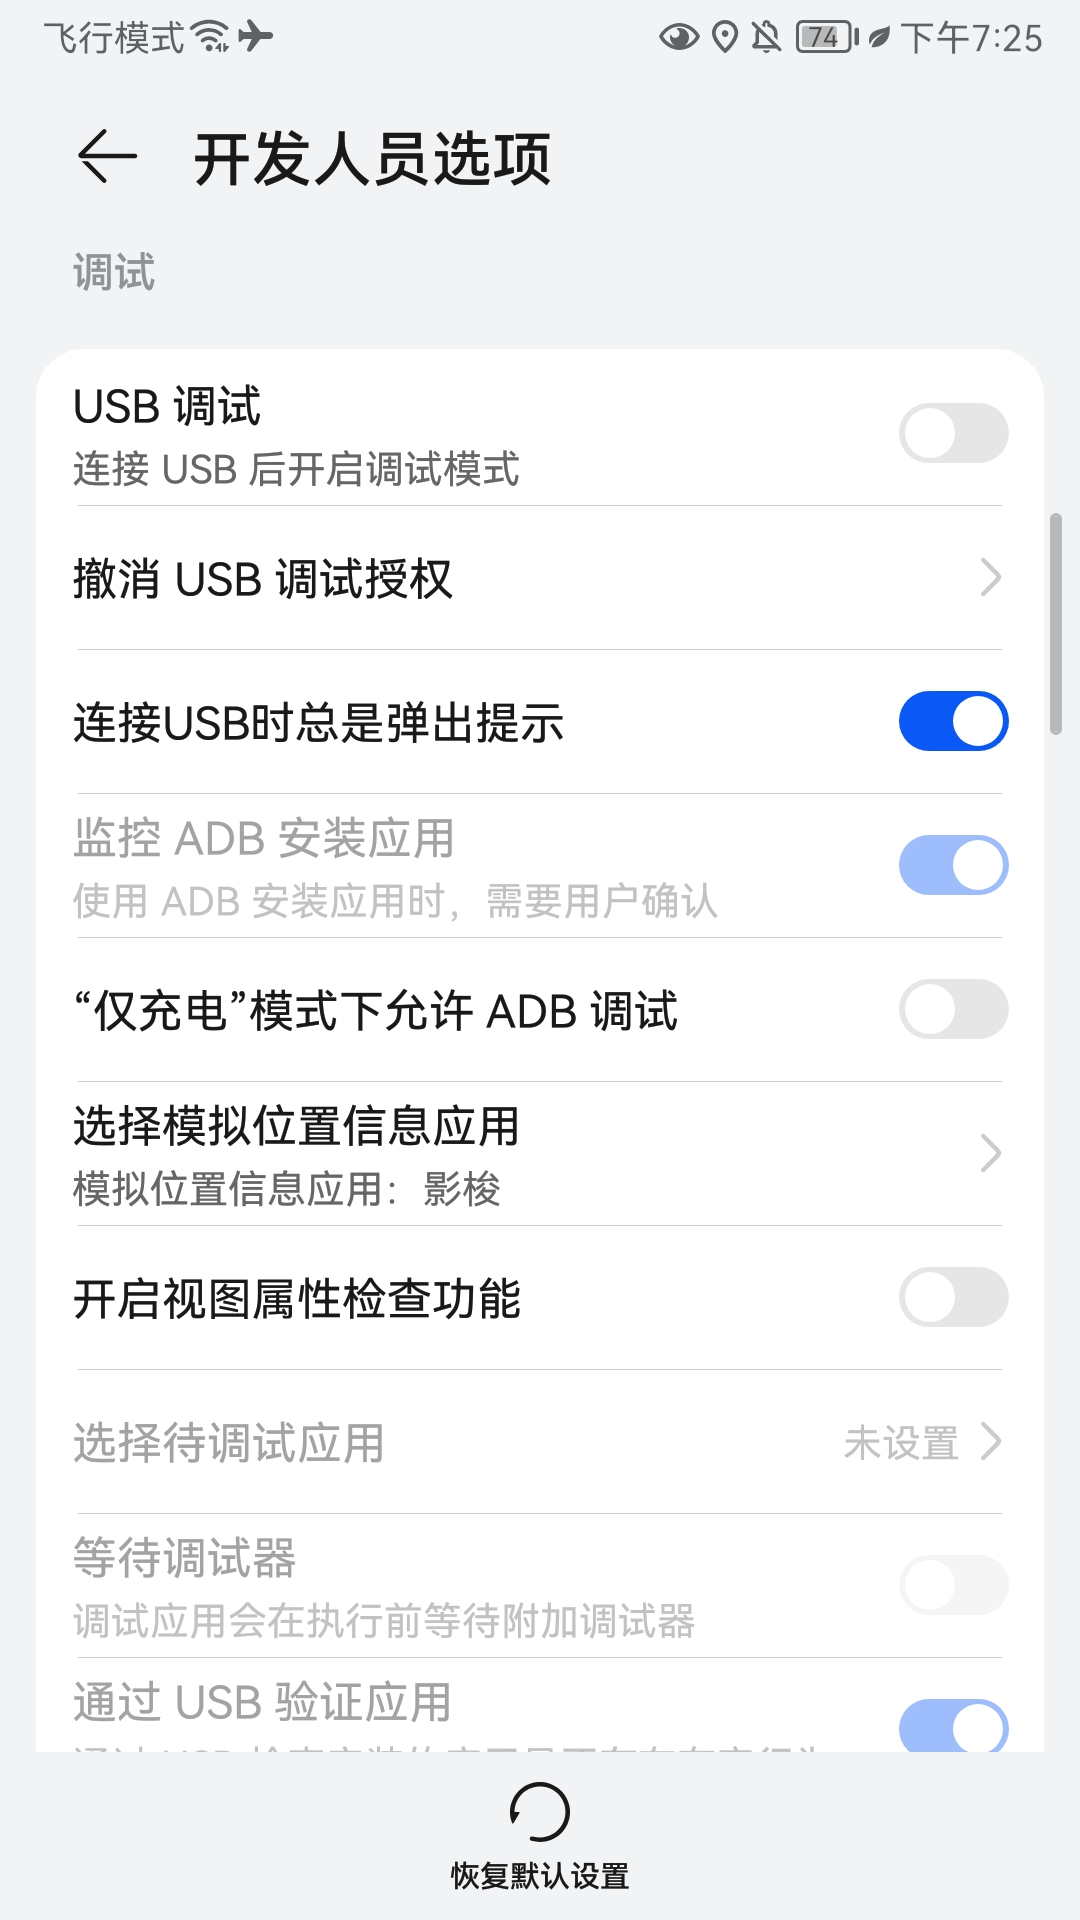 飞行模式 74 下午7:25
开发人员选项
调试
USB 调试
连接 USB 后开启调试模式
撤消 USB 调试授权
连接USB时总是弹出提示
监控 ADB 安装应用
使用 ADB 安装应用时，需要用户确认
“仅充电”模式下允许 ADB 调试
选择模拟位置信息应用
模拟位置信息应用：影梭
开启视图属性检查功能
选择待调试应用 未设置
等待调试器
调试应用会在执行前等待附加调试器
通过 USB 验证应用
恢复默认设置